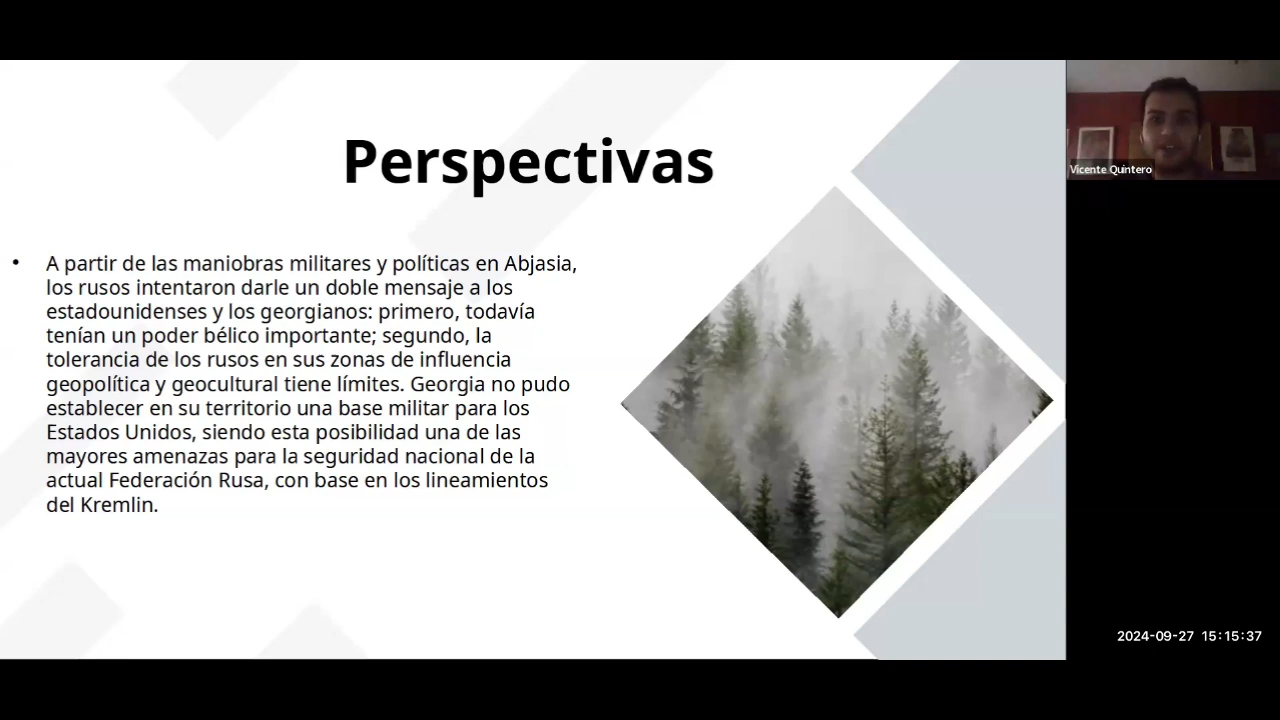 Perspectivas
• A partir de las maniobras militares y políticas en Abjasia,
los rusos intentaron darle un doble mensaje a los
estadounidenses y los georgianos: primero, todavía
tenían un poder bélico importante; segundo, la
tolerancia de los rusos en sus zonas de influencia
geopolítica y geocultural tiene límites. Georgia no pudo
establecer en su territorio una base militar para los
Estados Unidos, siendo esta posibilidad una de las
mayores amenazas para la seguridad nacional de la
actual Federación Rusa, con base en los lineamientos
del Kremlin.
Vicente Quintero
2024-09-27 15:15:37